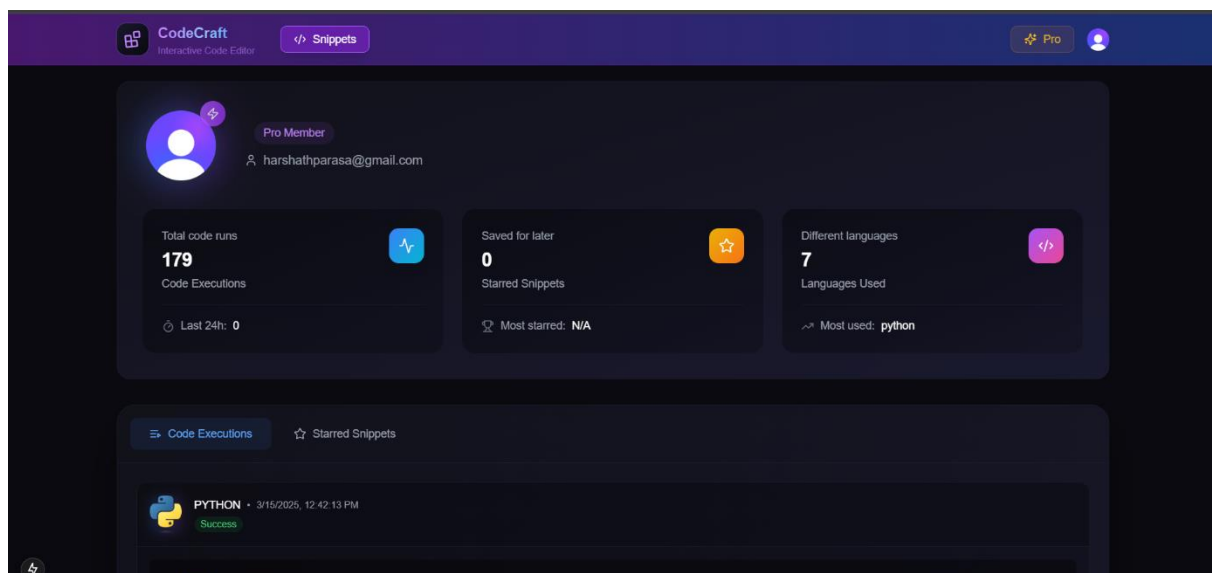 CodeCraft
Interactive Code Editor
</> Snippets
Pro
Pro Member
harshathparasa@gmail.com
Total code runs
179
Code Executions
Last 24h: 0
Saved for later
0
Starred Snippets
Most starred: N/A
Different languages
7
Languages Used
Most used: python
Code Executions
Starred Snippets
PYTHON • 3/15/2025, 12:42:13 PM
Success